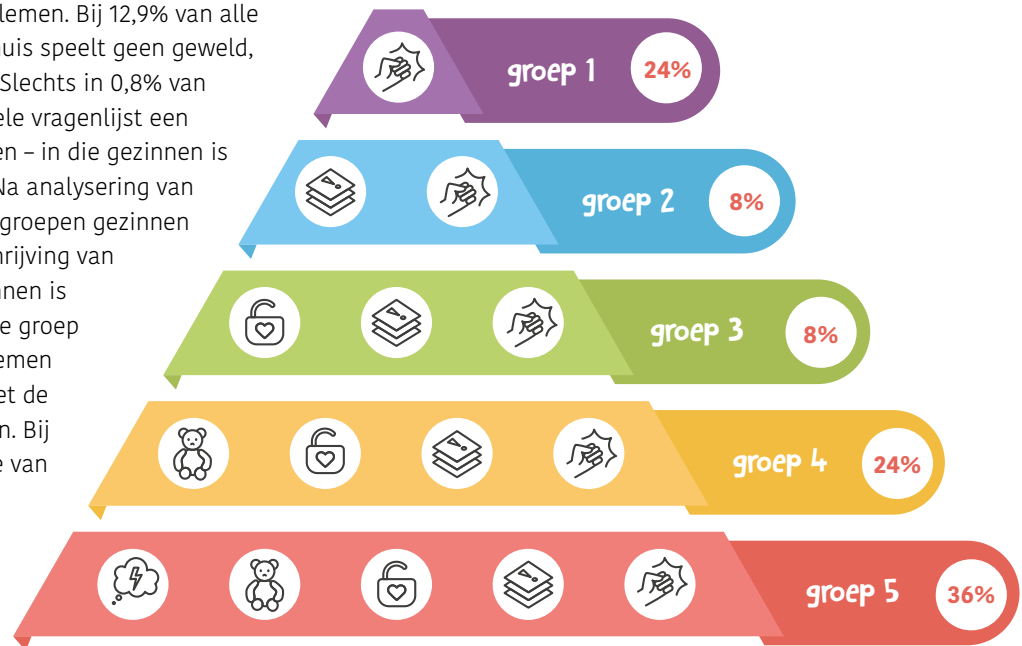 lemen. Bij 12,9% van alle
huis speelt geen geweld,
Slechts in 0,8% van
ele vragenlijst een
en – in die gezinnen is
Na analysering van
groepen gezinnen
rijving van
nen is
e groep
emen
et de
n. Bij
e van
groep 1 24%
groep 2 8%
groep 3 8%
groep 4 24%
groep 5 36%